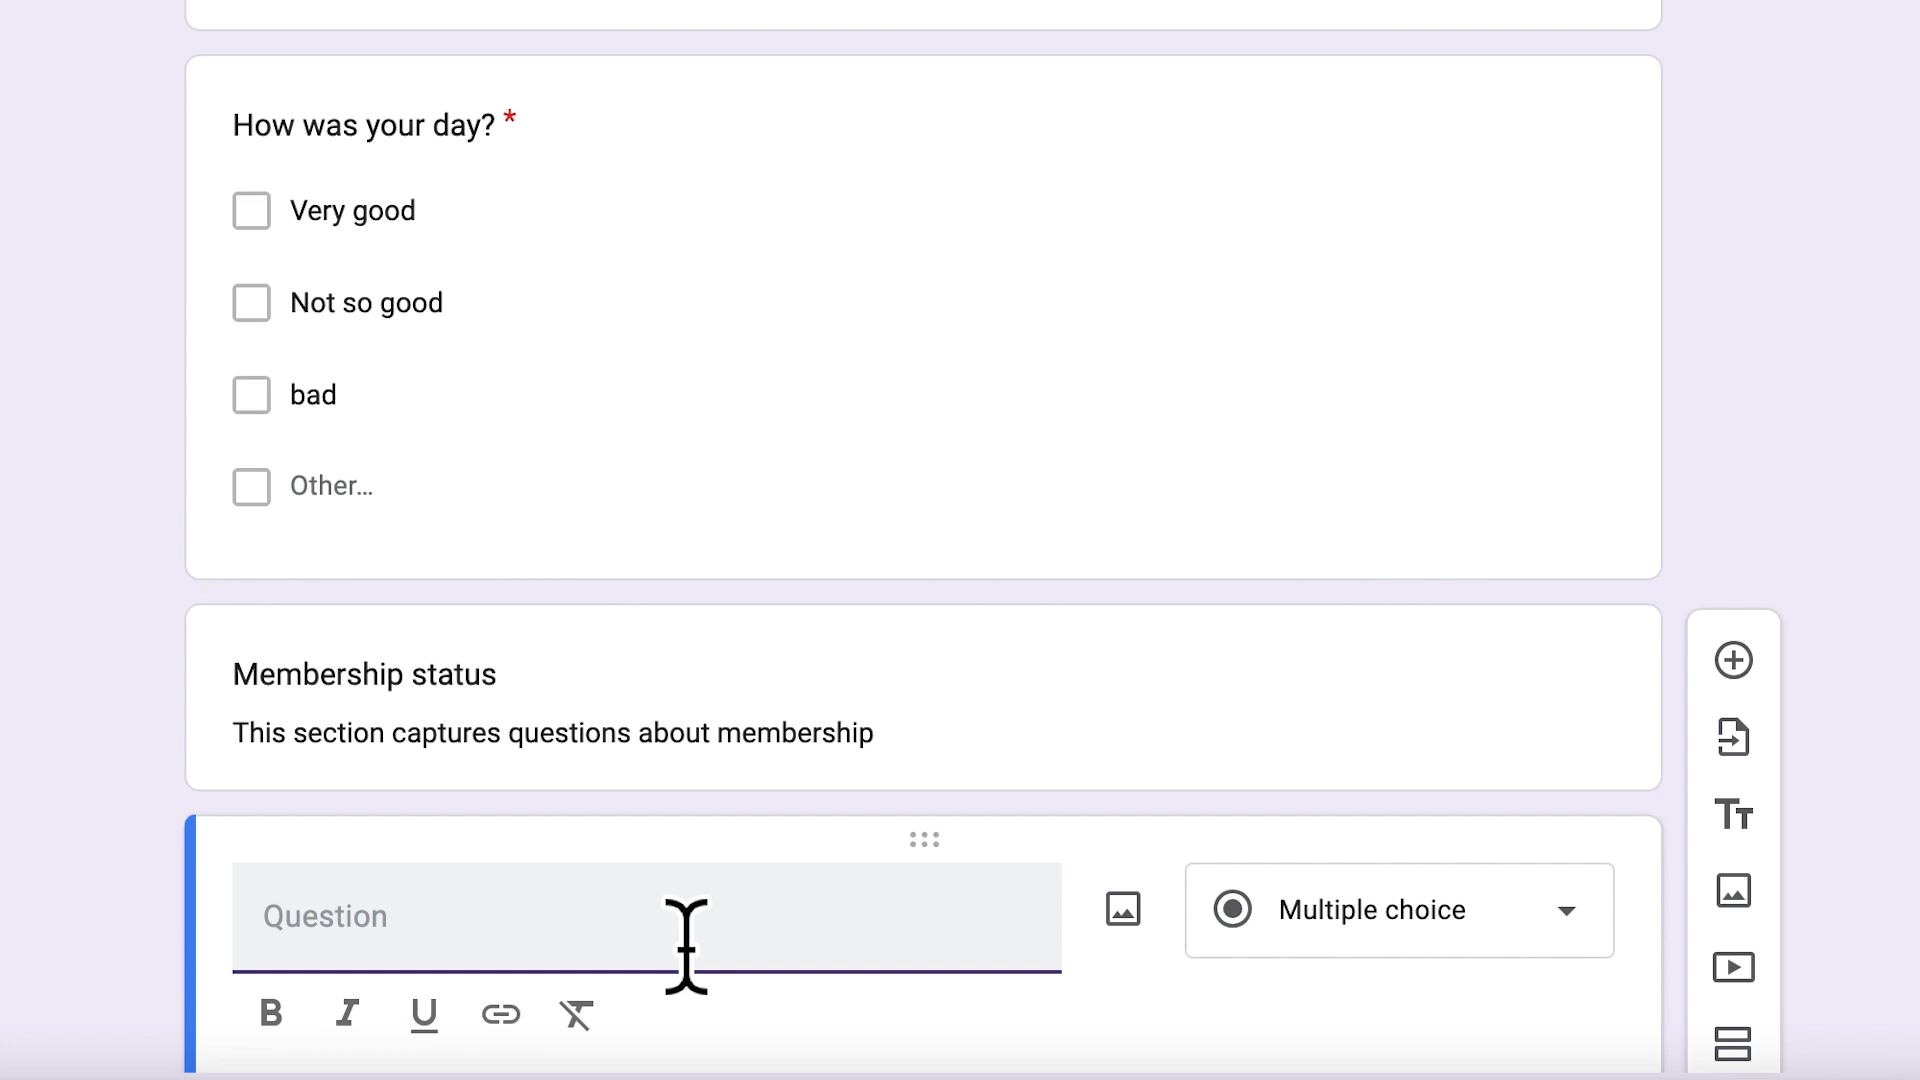 How was your day? *
Very good
Not so good
bad
Other...
Membership status
This section captures questions about membership
Question
Multiple choice
B I U